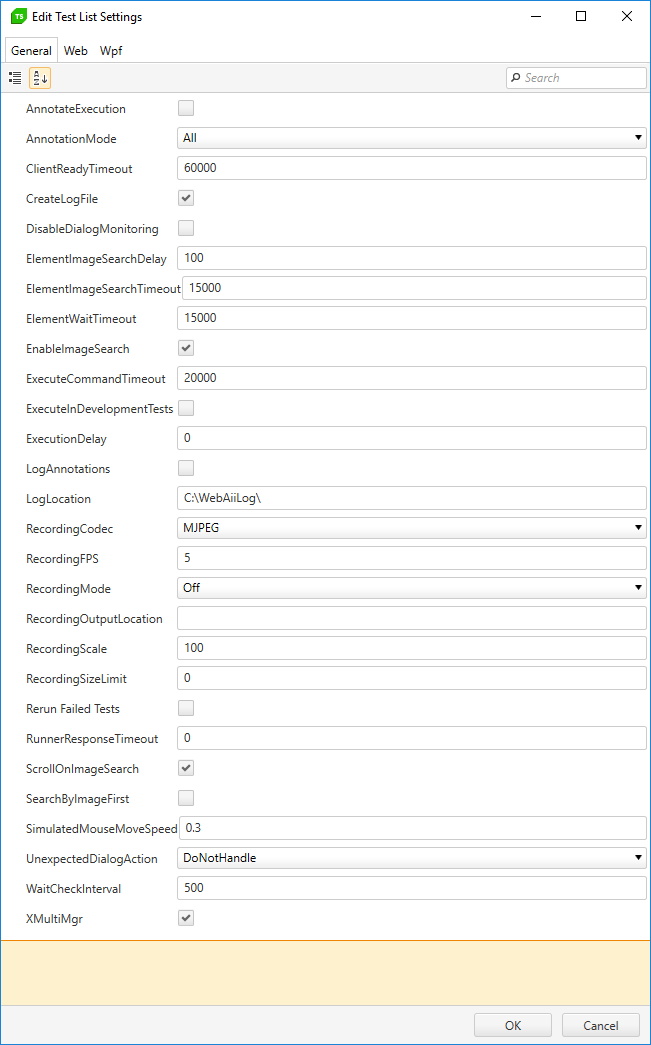 TS Edit Test List Settings
General Web Wpf
A Z Search
AnnotateExecution
AnnotationMode All
ClientReadyTimeout 60000
CreateLogFile
DisableDialogMonitoring
ElementImageSearchDelay 100
ElementImageSearchTimeout 15000
ElementWaitTimeout 15000
EnableImageSearch
ExecuteCommandTimeout 20000
ExecuteInDevelopmentTests
ExecutionDelay 0
LogAnnotations
LogLocation C:\WebAiiLog\
RecordingCodec MJPEG
RecordingFPS 5
RecordingMode Off
RecordingOutputLocation
RecordingScale 100
RecordingSizeLimit 0
Rerun Failed Tests
RunnerResponseTimeout 0
ScrollOnImageSearch
SearchByImageFirst
SimulatedMouseMoveSpeed 0.3
UnexpectedDialogAction DoNotHandle
WaitCheckInterval 500
XMultiMgr
OK Cancel